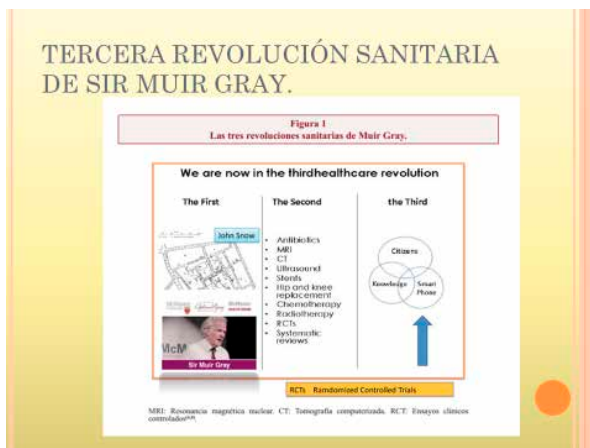 TERCERA REVOLUCIÓN SANITARIA
DE SIR MUIR GRAY.
Figura 1
Las tres revoluciones sanitarias de Muir Gray.
We are now in the thirdhealthcare revolution
The First
The Second
the Third
John Snow
• Antibiotics
• MRI
• CT
• Ultrasound
• Stents
• Hip and knee
replacement
• Chemotherapy
• Radiotherapy
• RCTs
• Systematic
reviews
Citizens
Knowledge
Smart
Phone
McM
Sir Muir Gray
RCTs Ramdomized Controlled Trials
MRI: Resonancia magnética nuclear. CT: Tomografía computerizada. RCT: Ensayos clínicos
controlados